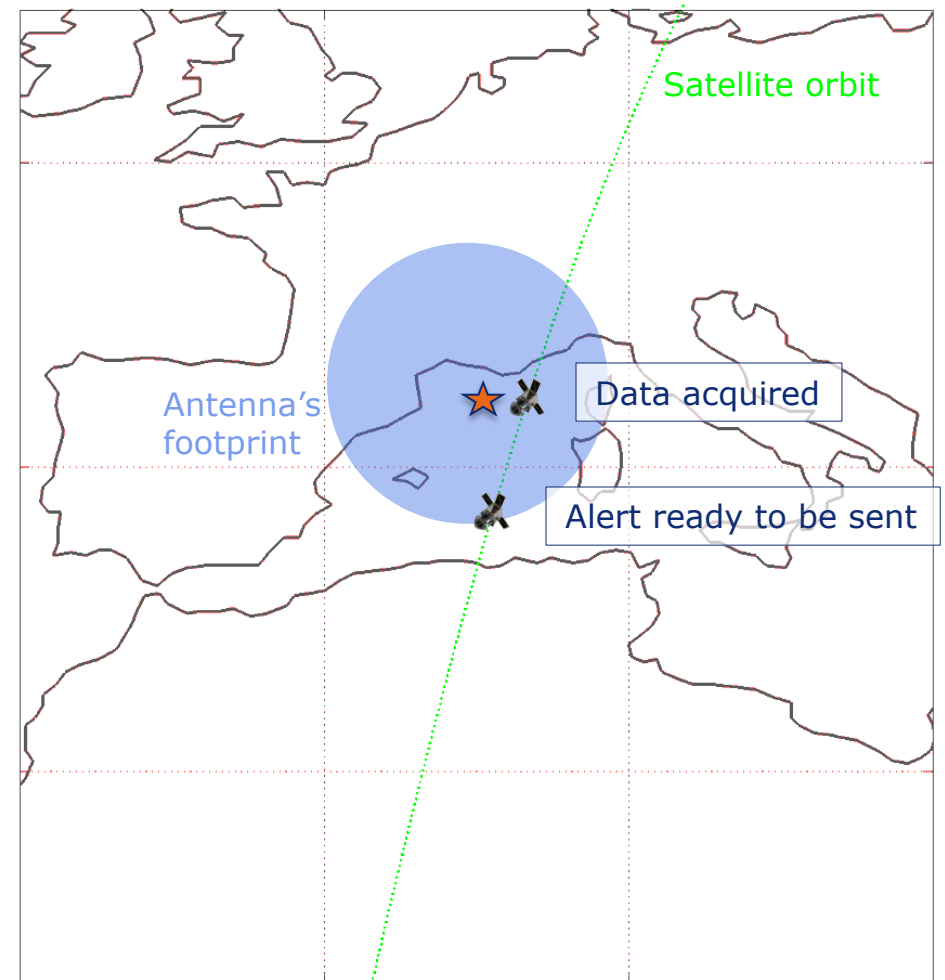 Satellite orbit
Data acquired
Antenna's
footprint
Alert ready to be sent